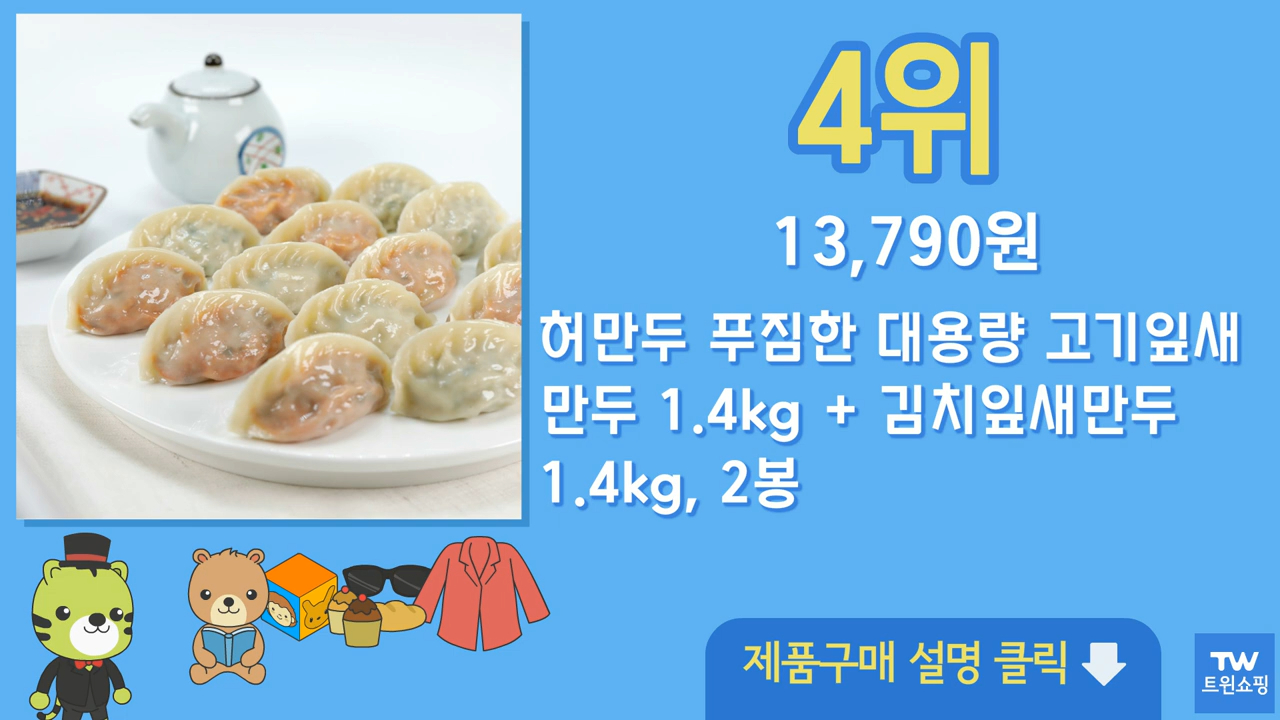 4위
13,790원
허만두 푸짐한 대용량 고기잎새
만두 1.4kg + 김치잎새만두
1.4kg, 2봉
제품구매 설명 클릭
TW
트윈쇼핑